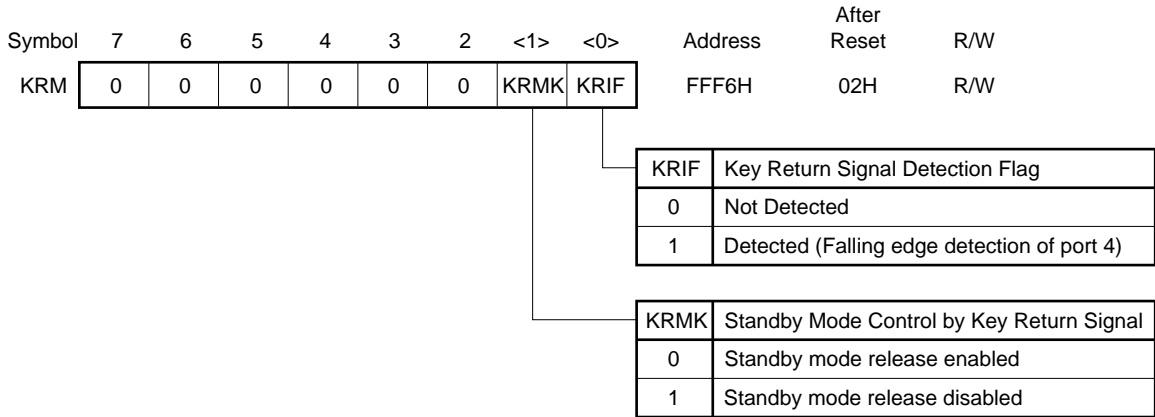 After
Symbol 7 6 5 4 3 2 <1> <0> Address Reset R/W
KRM 0 0 0 0 0 0 KRMK KRIF FFF6H 02H R/W
KRIF Key Return Signal Detection Flag
0 Not Detected
1 Detected (Falling edge detection of port 4)
KRMK Standby Mode Control by Key Return Signal
0 Standby mode release enabled
1 Standby mode release disabled